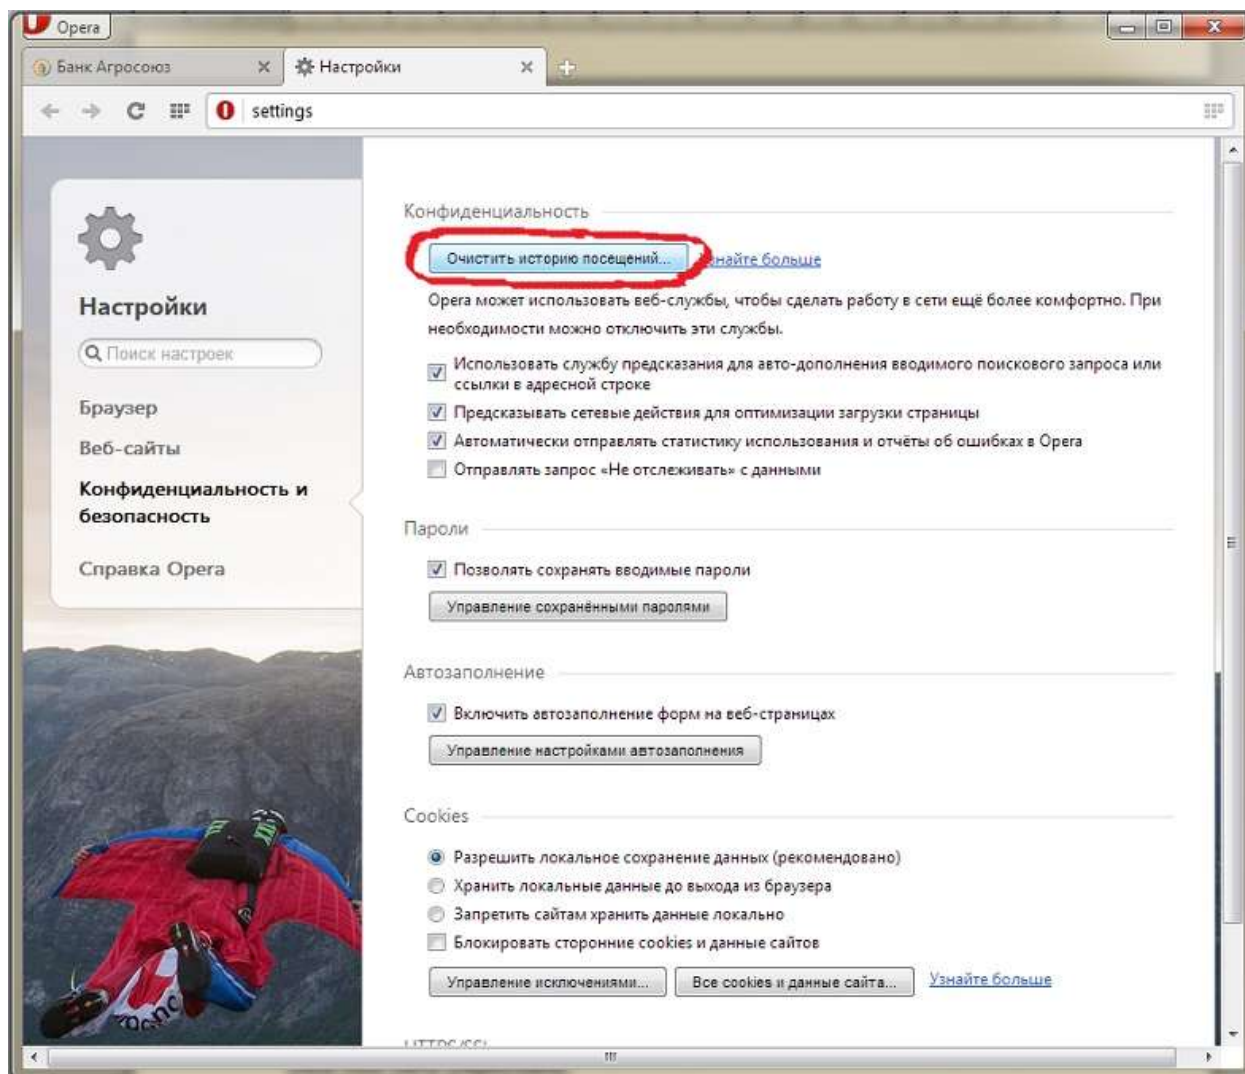 Opera
Банк Агросоюз
Настройки
settings
Настройки
Поиск настроек
Браузер
Веб-сайты
Конфиденциальность и
безопасность
Справка Opera
Конфиденциальность
Очистить историю посещений...
Узнайте больше
Opera может использовать веб-службы, чтобы сделать работу в сети ещё более комфортно. При
необходимости можно отключить эти службы.
Использовать службу предсказания для авто-дополнения вводимого поискового запроса или
ссылки в адресной строке
Предсказывать сетевые действия для оптимизации загрузки страницы
Автоматически отправлять статистику использования и отчёты об ошибках в Opera
Отправлять запрос «Не отслеживать» с данными
Пароли
Позволять сохранять вводимые пароли
Управление сохранёнными паролями
Автозаполнение
Включить автозаполнение форм на веб-страницах
Управление настройками автозаполнения
Cookies
Разрешить локальное сохранение данных (рекомендовано)
Хранить локальные данные до выхода из браузера
Запретить сайтам хранить данные локально
Блокировать сторонние cookies и данные сайтов
Управление исключениями...
Все cookies и данные сайта...
Узнайте больше
HTTPS/SSL